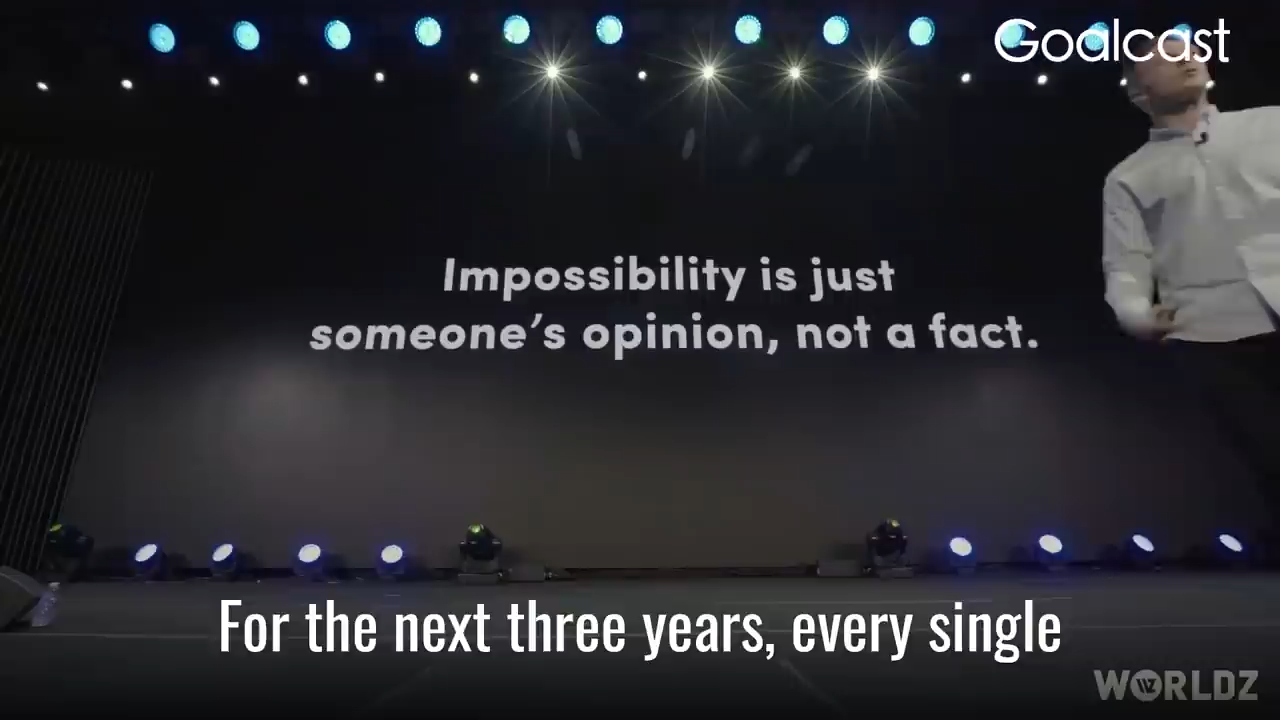 Goalcast
Impossibility is just
someone's opinion, not a fact.
For the next three years, every single
WORLDZ